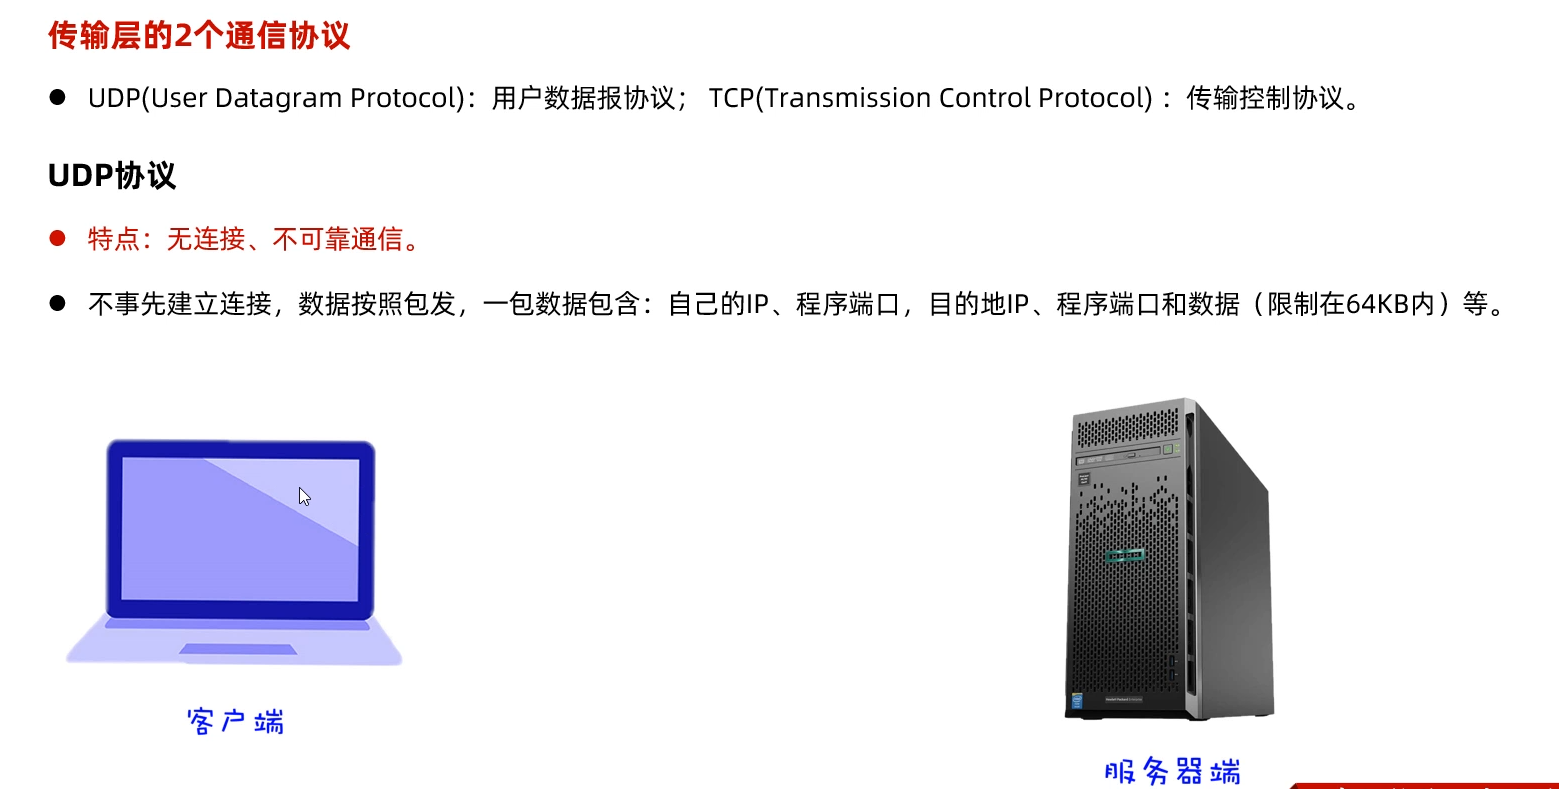 传输层的2个通信协议
● UDP(User Datagram Protocol)：用户数据报协议； TCP(Transmission Control Protocol) ：传输控制协议。
UDP协议
● 特点：无连接、不可靠通信。
● 不事先建立连接，数据按照包发，一包数据包含：自己的IP、程序端口，目的地IP、程序端口和数据（限制在64KB内）等。
客户端
服务器端